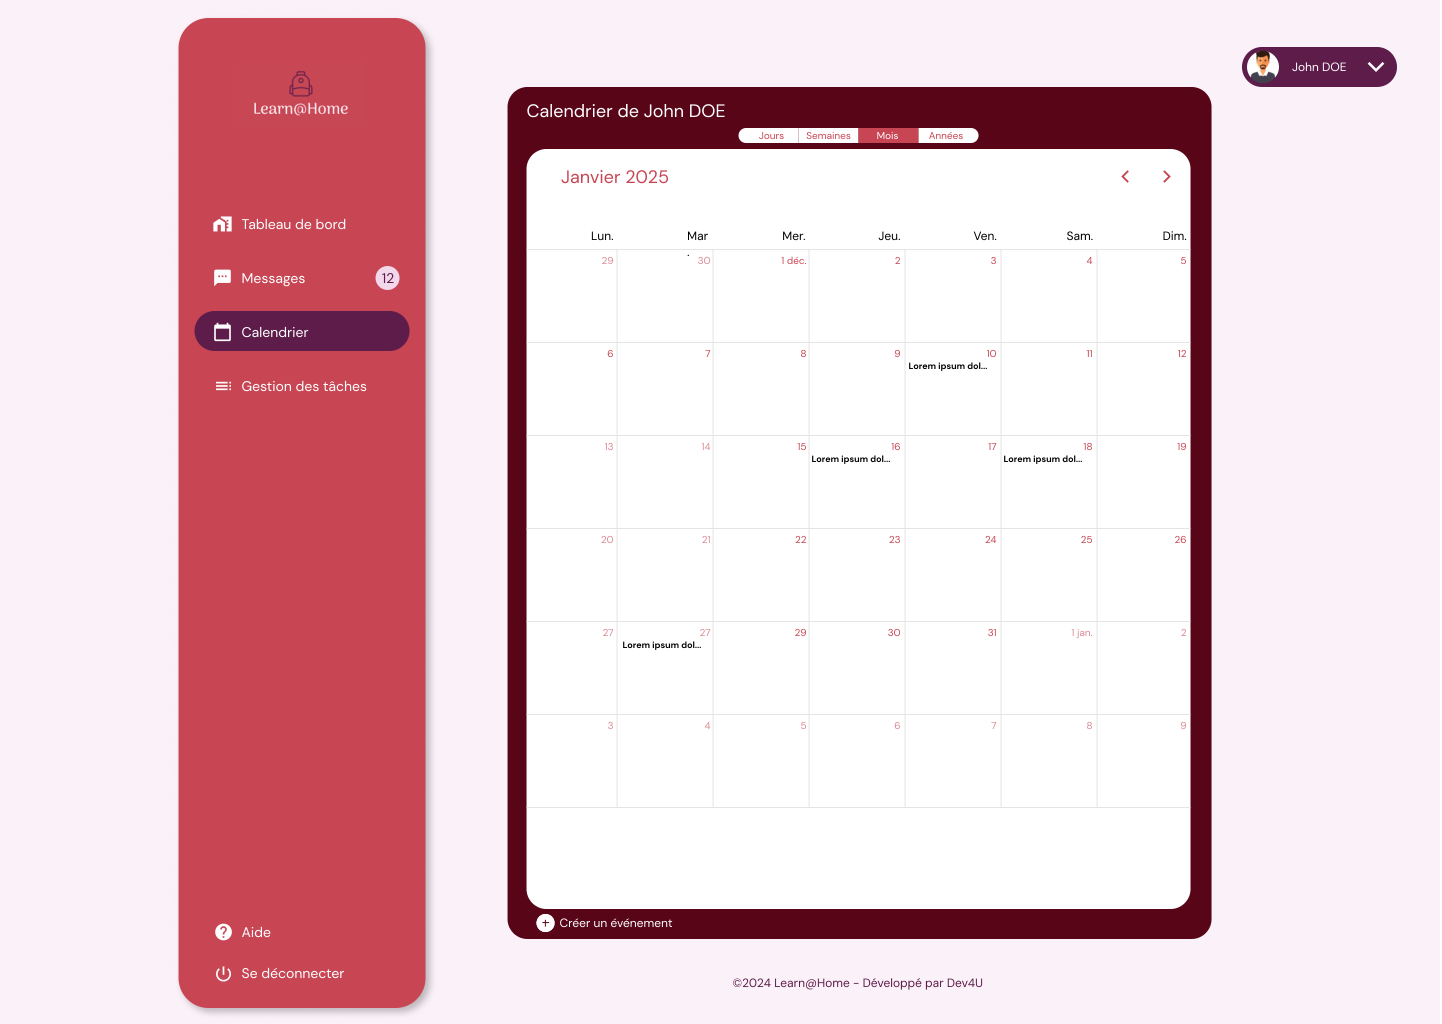 Learn@Home
Tableau de bord
Messages 12
Calendrier
Gestion des tâches
Aide
Se déconnecter
John DOE
Calendrier de John DOE
Jours Semaines Mois Années
Janvier 2025
Lun. Mar. Mer. Jeu. Ven. Sam. Dim.
29 30 1 déc. 2 3 4 5
6 7 8 9 10 11 12
Lorem ipsum dol...
13 14 15 16 17 18 19
Lorem ipsum dol... Lorem ipsum dol...
20 21 22 23 24 25 26
27 27 29 30 31 1 jan. 2
Lorem ipsum dol...
3 4 5 6 7 8 9
+ Créer un événement
©2024 Learn@Home - Développé par Dev4U